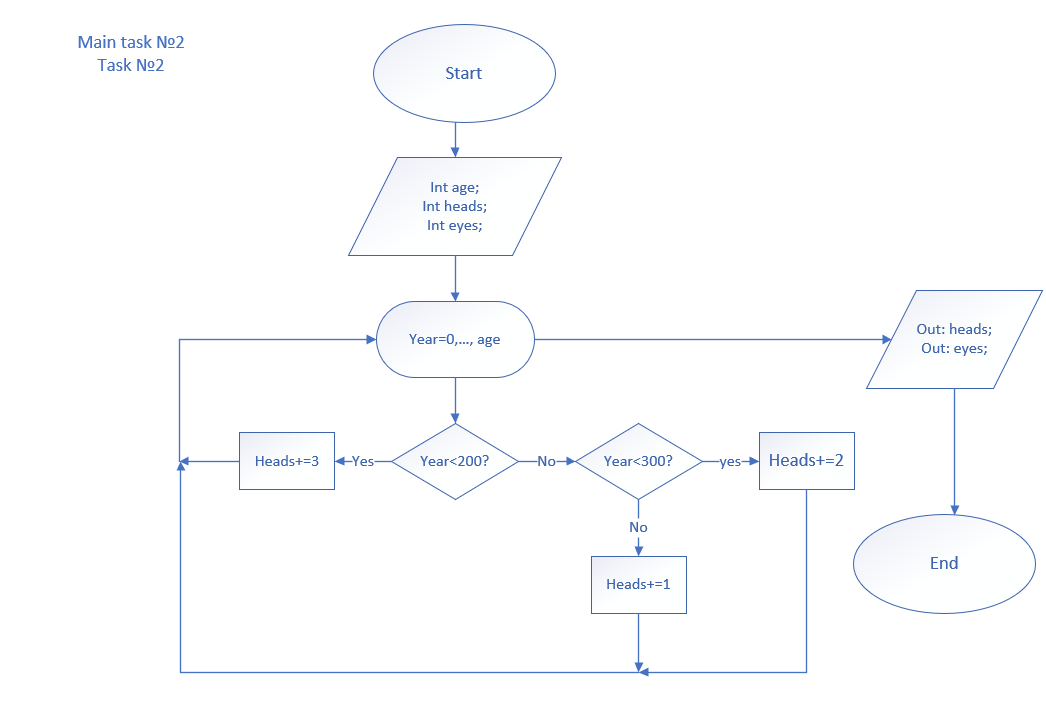 Main task №2
Task №2
Start
Int age;
Int heads;
Int eyes;
Year=0,..., age
Out: heads;
Out: eyes;
Heads+=3
Yes
Year<200?
No
Year<300?
yes
Heads+=2
No
Heads+=1
End